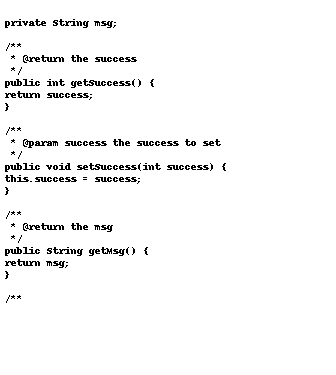 private String msg;
/**
 * @return the success
 */
public int getSuccess() {
return success;
}
/**
 * @param success the success to set
 */
public void setSuccess(int success) {
this.success = success;
}
/**
 * @return the msg
 */
public String getMsg() {
return msg;
}
/**